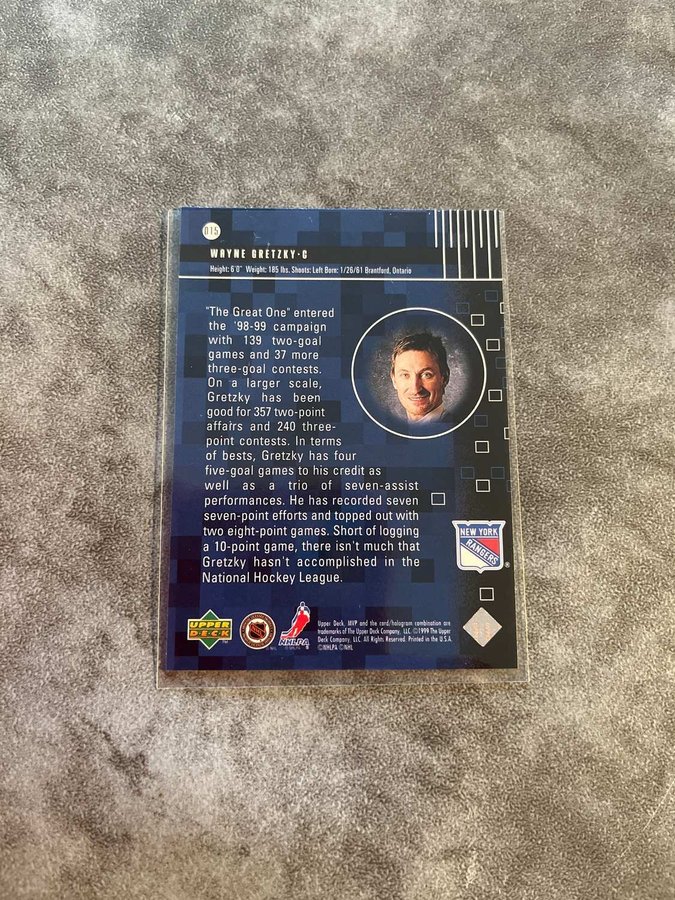 015
WAYNE GRETZKY · C
Height: 6'0" Weight: 185 lbs. Shoots: Left Born: 1/26/61 Brantford, Ontario
"The Great One" entered
the '98-99 campaign
with 139 two-goal
games and 37 more
three-goal contests.
On a larger scale,
Gretzky has been
good for 357 two-point
affairs and 240 three-
point contests. In terms
of bests, Gretzky has four
five-goal games to his credit as
well as a trio of seven-assist
performances. He has recorded seven
seven-point efforts and topped out with
two eight-point games. Short of logging
a 10-point game, there isn't much that
Gretzky hasn't accomplished in the
National Hockey League.
NEW YORK
RANGERS
®
UPPER
DECK
TM
NHLPA
Upper Deck, MVP and the card/hologram combination are
trademarks of The Upper Deck Company, LLC. ©1999 The Upper
Deck Company, LLC. All Rights Reserved. Printed in the U.S.A.
©NHLPA ©NHL